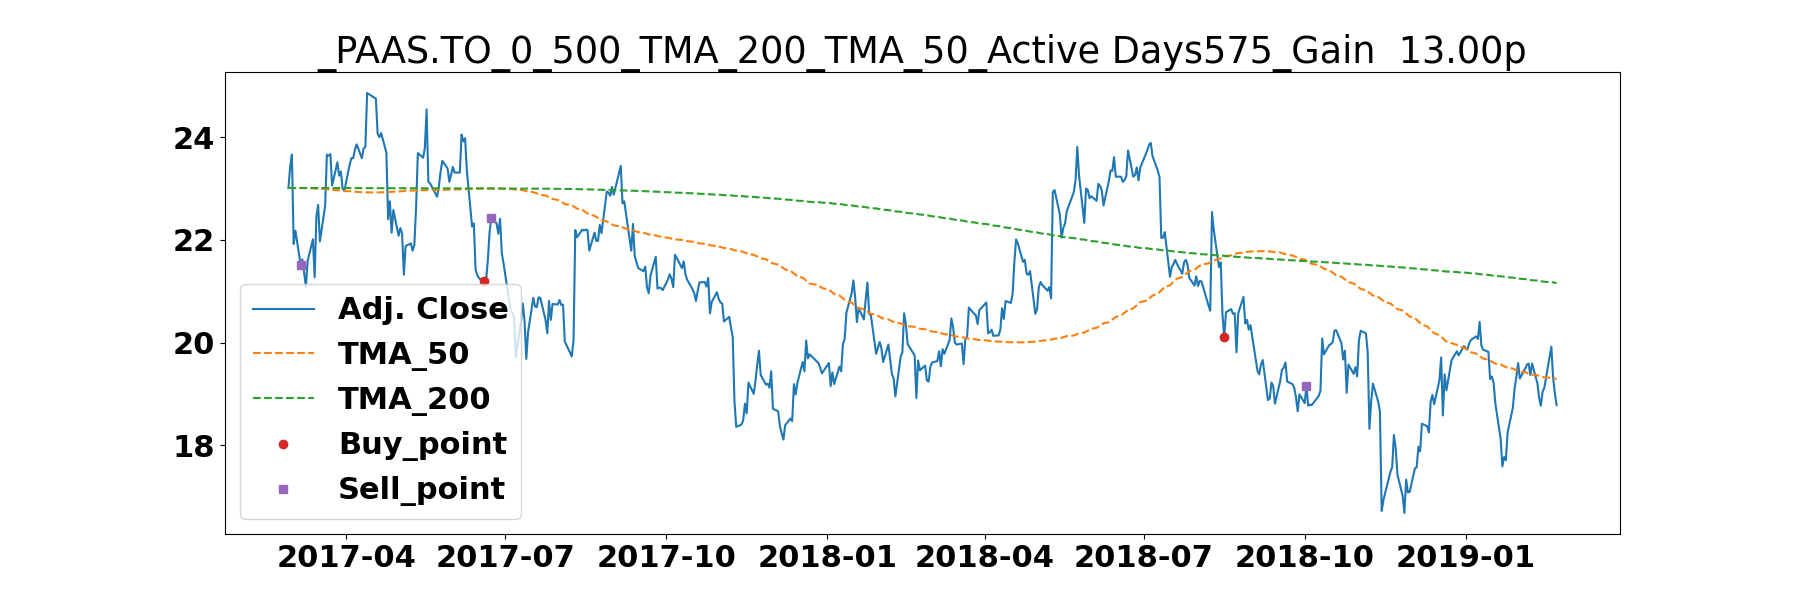 _PAAS.TO_0_500_TMA_200_TMA_50_Active Days575_Gain  13.00p
24
22
20
18
Adj. Close
TMA_50
TMA_200
Buy_point
Sell_point
2017-04 2017-07 2017-10 2018-01 2018-04 2018-07 2018-10 2019-01